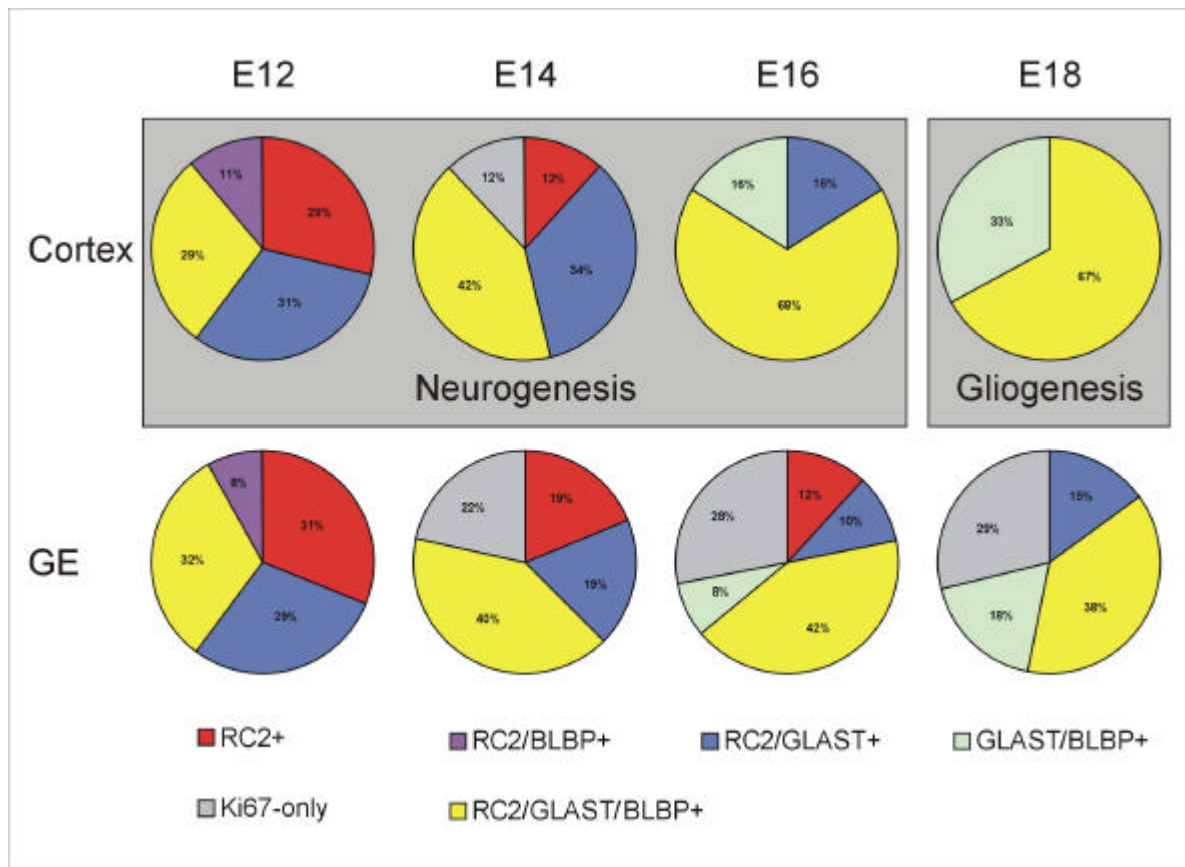 E12 E14 E16 E18
11% 29% 29% 31%
12% 12% 42% 34%
16% 16% 68%
33% 67%
Cortex
Neurogenesis Gliogenesis
8% 31% 32% 29%
22% 19% 19% 40%
28% 12% 10% 8% 42%
29% 15% 18% 38%
GE
RC2+ RC2/BLBP+ RC2/GLAST+ GLAST/BLBP+
Ki67-only RC2/GLAST/BLBP+